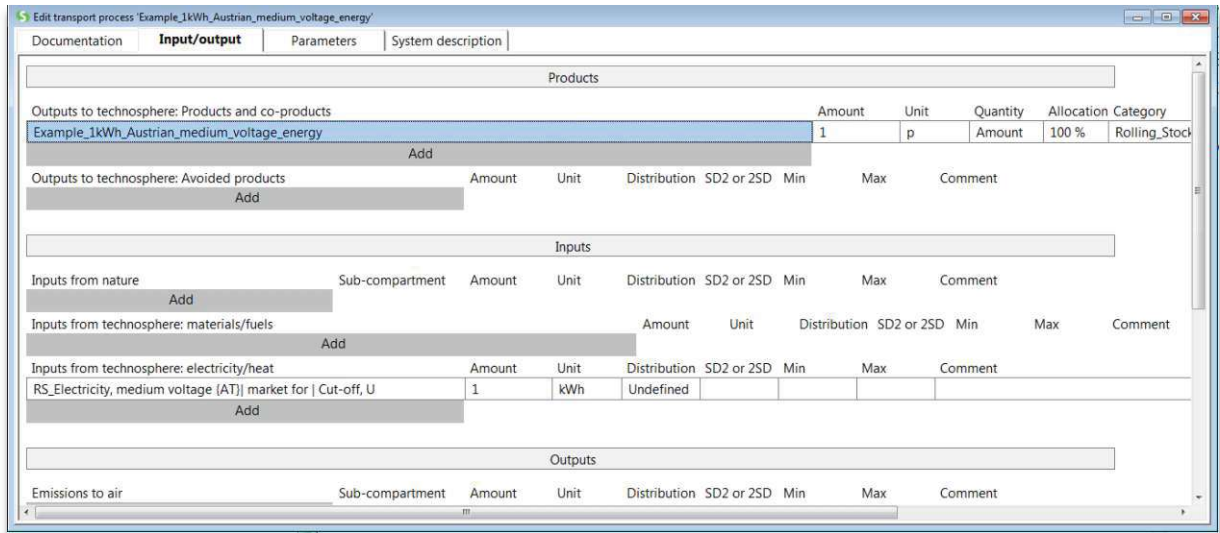 Edit transport process 'Example_1kWh_Austrian_medium_voltage_energy'
Documentation Input/output Parameters System description
Products
Outputs to technosphere: Products and co-products Amount Unit Quantity Allocation Category
Example_1kWh_Austrian_medium_voltage_energy 1 p Amount 100 % Rolling_Stock
Add
Outputs to technosphere: Avoided products Amount Unit Distribution SD2 or 2SD Min Max Comment
Add
Inputs
Inputs from nature Sub-compartment Amount Unit Distribution SD2 or 2SD Min Max Comment
Add
Inputs from technosphere: materials/fuels Amount Unit Distribution SD2 or 2SD Min Max Comment
Add
Inputs from technosphere: electricity/heat Amount Unit Distribution SD2 or 2SD Min Max Comment
RS_Electricity, medium voltage {AT}| market for | Cut-off, U 1 kWh Undefined
Add
Outputs
Emissions to air Sub-compartment Amount Unit Distribution SD2 or 2SD Min Max Comment